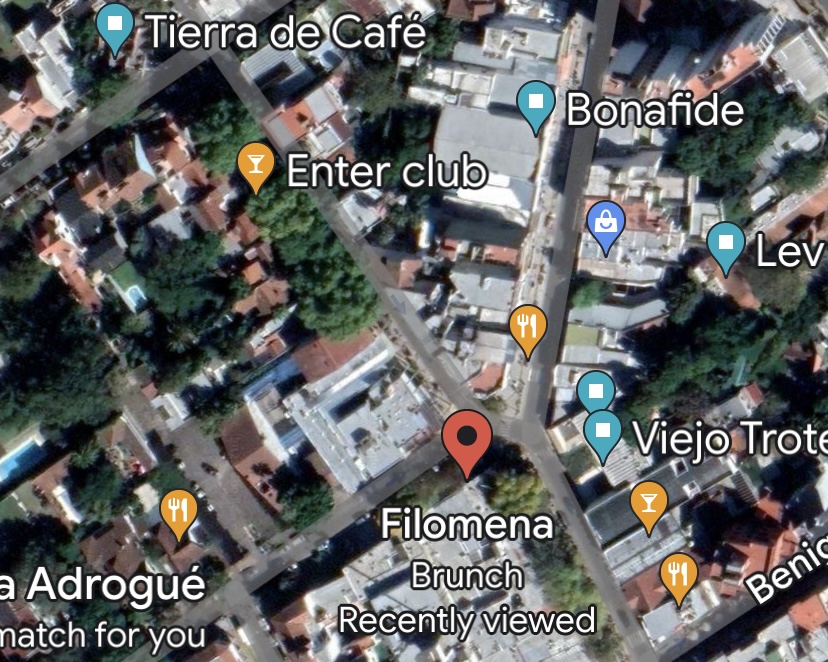 Tierra de Café
Bonafide
Enter club
Lev
Viejo Trote
Filomena
Brunch
Recently viewed
a Adrogué
match for you
Benig